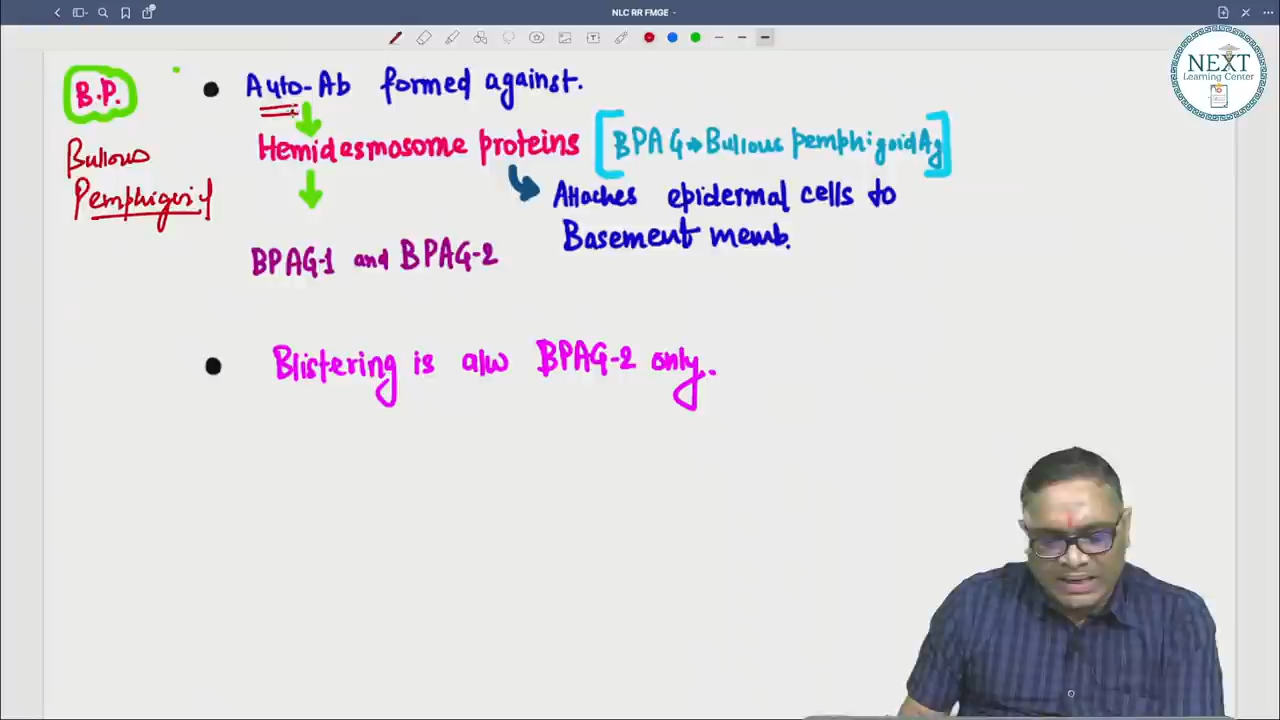 NLC RR FMGE
NEXT
Learning Center
B.P.
Bullous
Pemphigoid
Auto-Ab formed against.
Hemidesmosome proteins [BPAG→Bullous pemphigoid Ag]
Attaches epidermal cells to
Basement memb.
BPAG-1 and BPAG-2
Blistering is a/w BPAG-2 only.